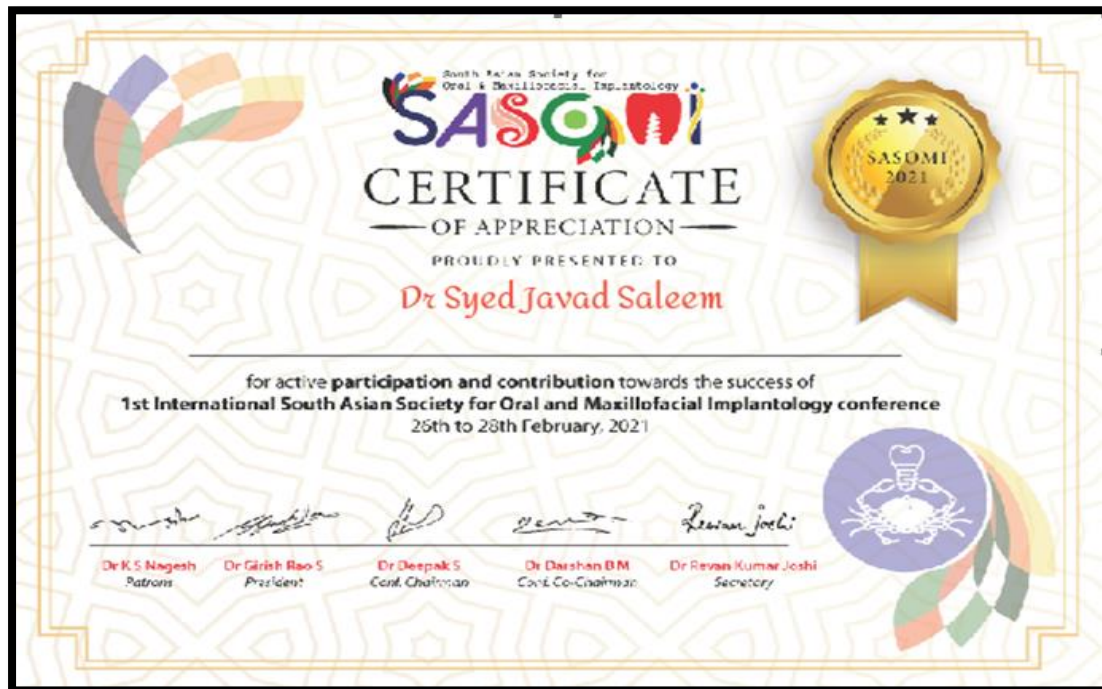 South Asian Society for
Oral & Maxillofacial Implantology
SASOMI
CERTIFICATE
OF APPRECIATION
PROUDLY PRESENTED TO
Dr Syed Javad Saleem
SASOMI
2021
for active participation and contribution towards the success of
1st International South Asian Society for Oral and Maxillofacial Implantology conference
26th to 28th February, 2021
Revan Joshi
Dr K S Nagesh
Patrons
Dr Girish Rao S
President
Dr Deepak S
Conf. Chairman
Dr Darshan B M
Conf. Co-Chairman
Dr Revan Kumar Joshi
Secretary